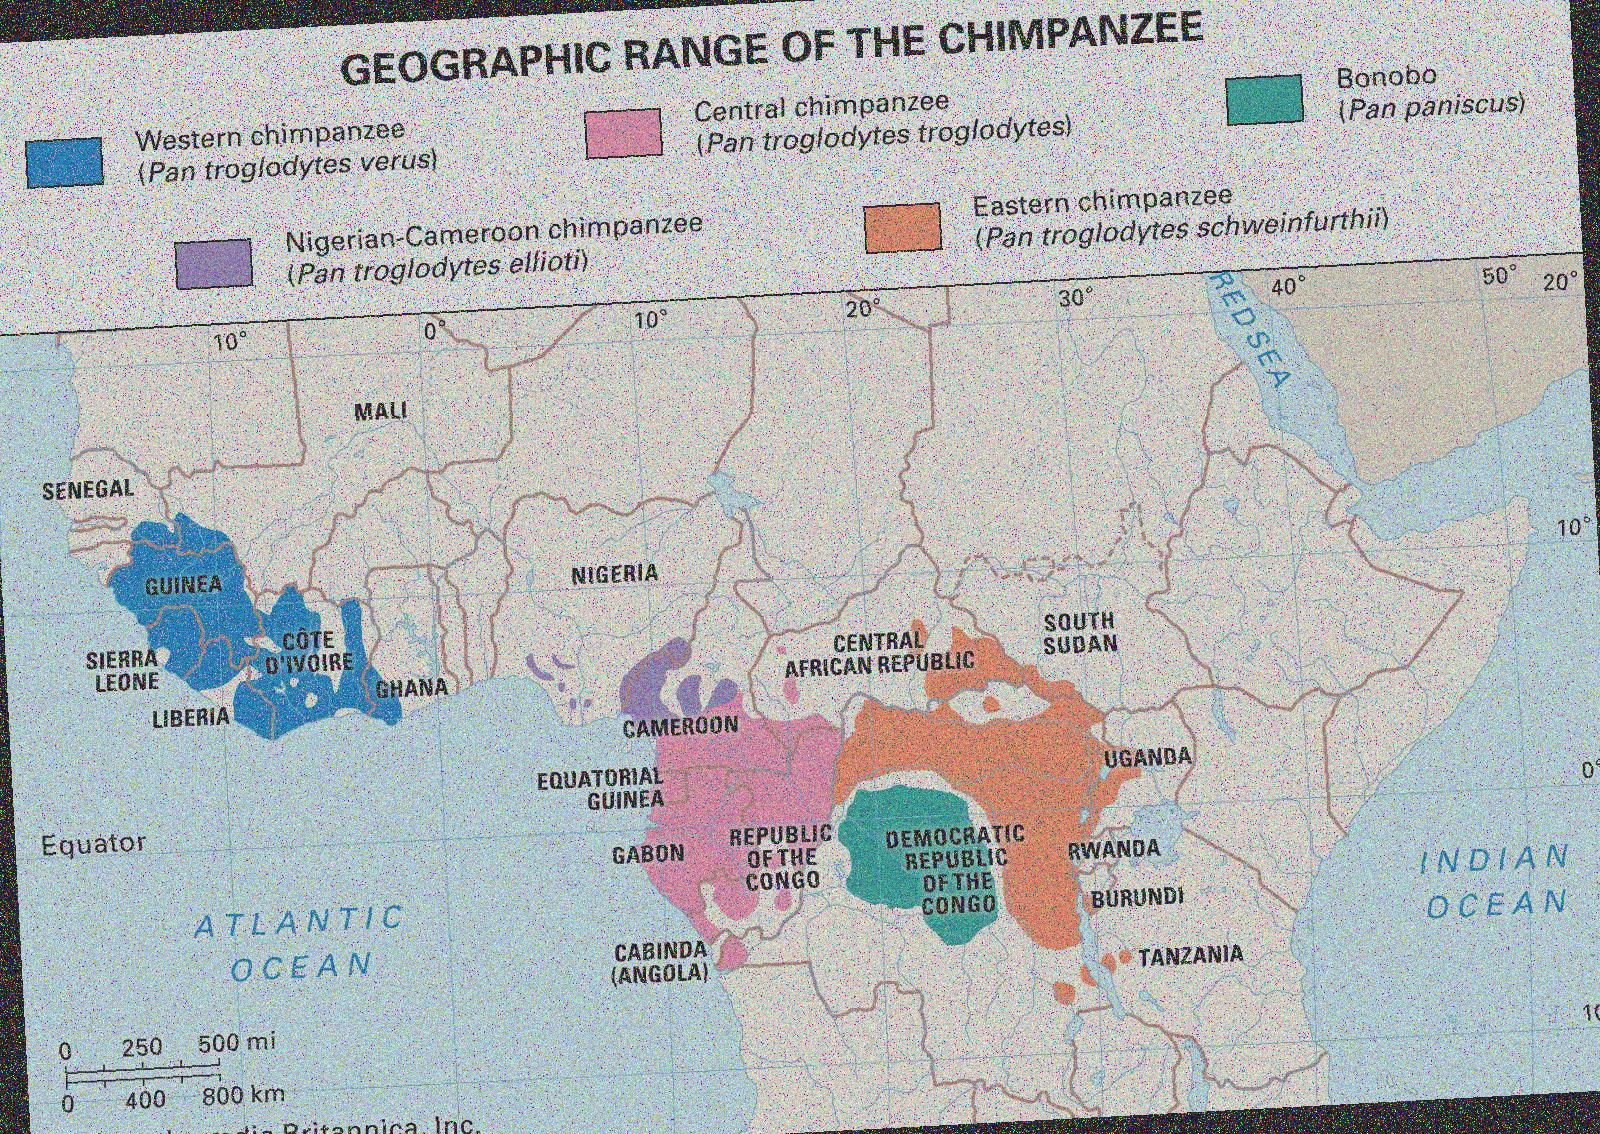 GEOGRAPHIC RANGE OF THE CHIMPANZEE
Western chimpanzee
(Pan troglodytes verus)
Central chimpanzee
(Pan troglodytes troglodytes)
Bonobo
(Pan paniscus)
Nigerian-Cameroon chimpanzee
(Pan troglodytes ellioti)
Eastern chimpanzee
(Pan troglodytes schweinfurthii)
10° 0° 10° 20° 30° 40° 50° 20°
RED SEA
MALI
SENEGAL
10°
GUINEA
NIGERIA
SIERRA
LEONE
CÔTE
D'IVOIRE
GHANA
LIBERIA
CENTRAL
AFRICAN REPUBLIC
SOUTH
SUDAN
CAMEROON
UGANDA
EQUATORIAL
GUINEA
0°
Equator
GABON
REPUBLIC
OF THE
CONGO
DEMOCRATIC
REPUBLIC
OF THE
CONGO
RWANDA
BURUNDI
INDIAN
OCEAN
ATLANTIC
OCEAN
CABINDA
(ANGOLA)
TANZANIA
10
0 250 500 mi
0 400 800 km
Britannica, Inc.